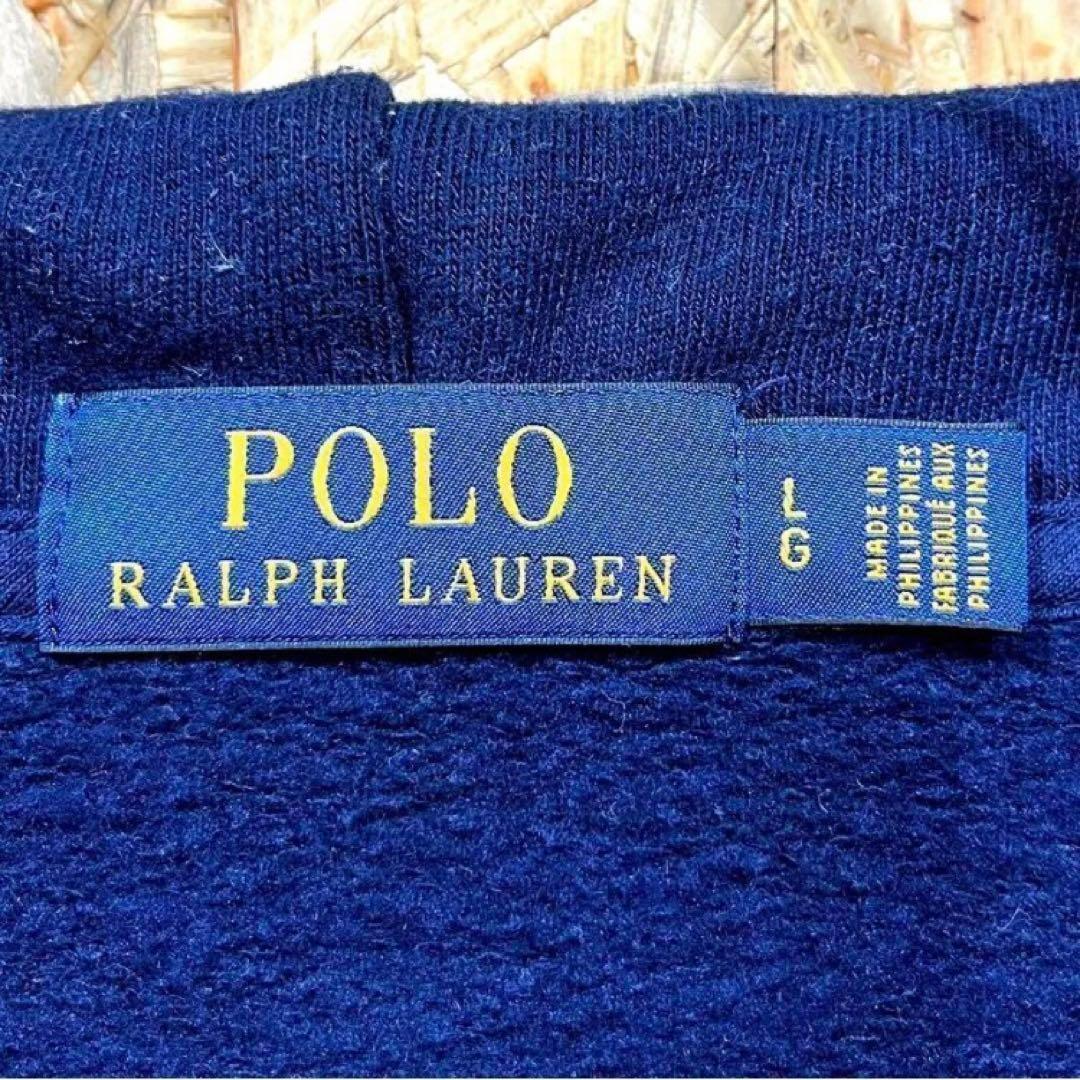 POLO
RALPH LAUREN
L
G
MADE IN
PHILIPPINES
FABRIQUÉ AUX
PHILIPPINES